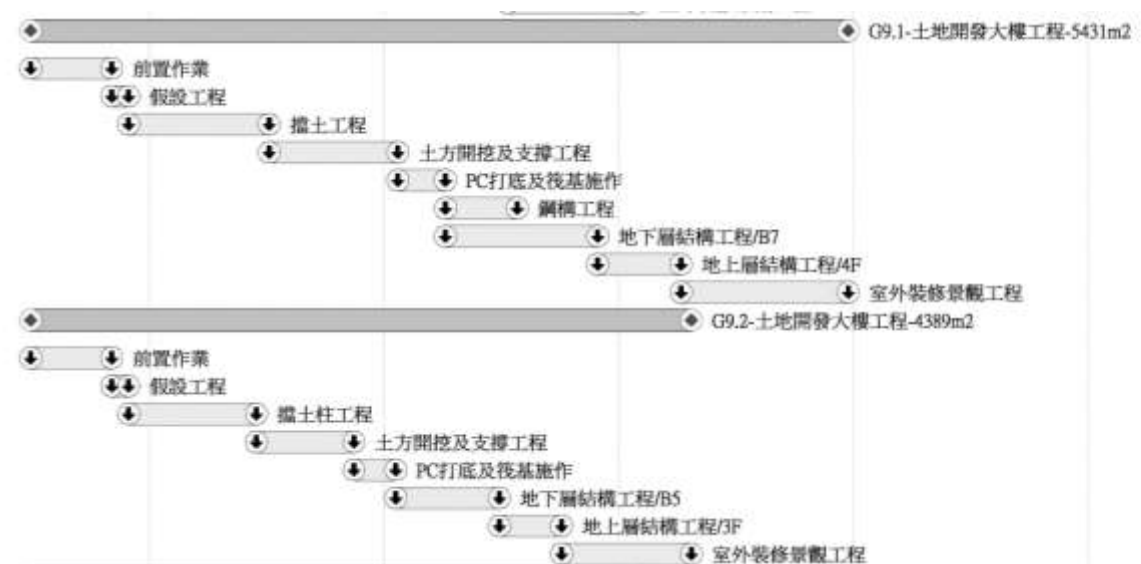 G9.1-土地開發大樓工程-5431m2
前置作業
假設工程
擋土工程
土方開挖及支撐工程
PC打底及筏基施作
鋼構工程
地下層結構工程/B7
地上層結構工程/4F
室外裝修景觀工程
G9.2-土地開發大樓工程-4389m2
前置作業
假設工程
擋土柱工程
土方開挖及支撐工程
PC打底及筏基施作
地下層結構工程/B5
地上層結構工程/3F
室外裝修景觀工程